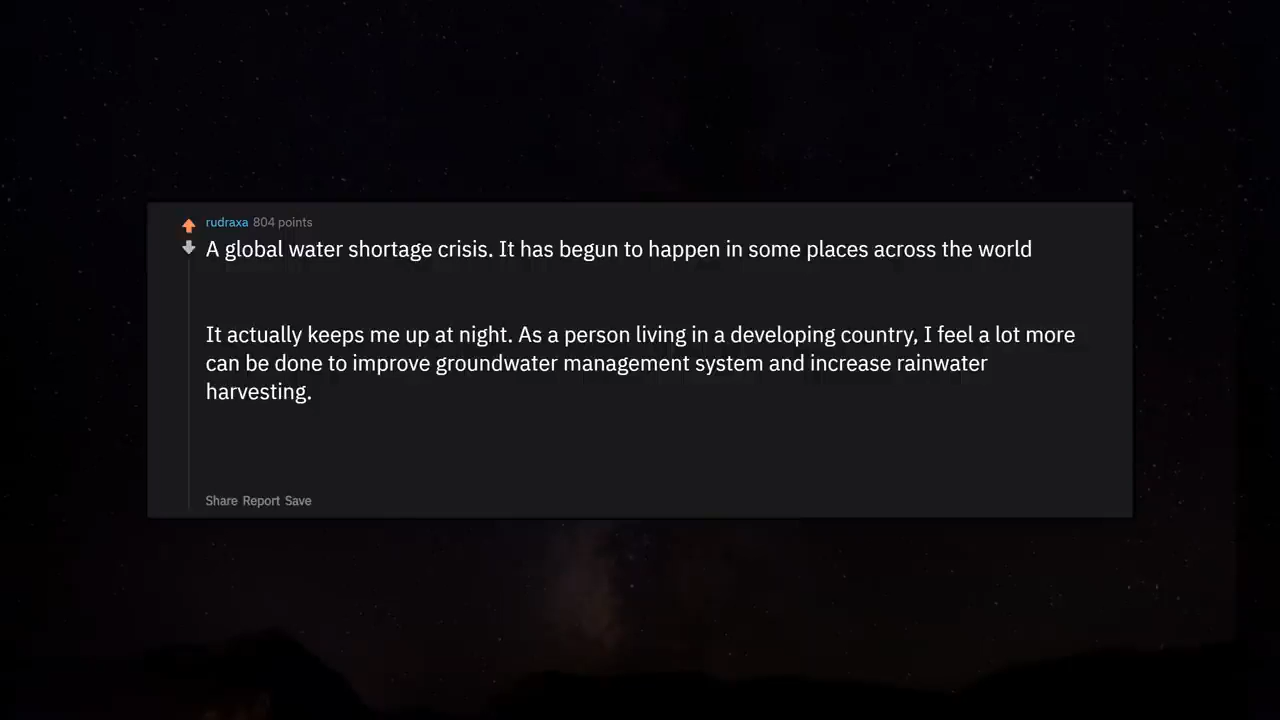 rudraxa 804 points
A global water shortage crisis. It has begun to happen in some places across the world
It actually keeps me up at night. As a person living in a developing country, I feel a lot more
can be done to improve groundwater management system and increase rainwater
harvesting.
Share Report Save